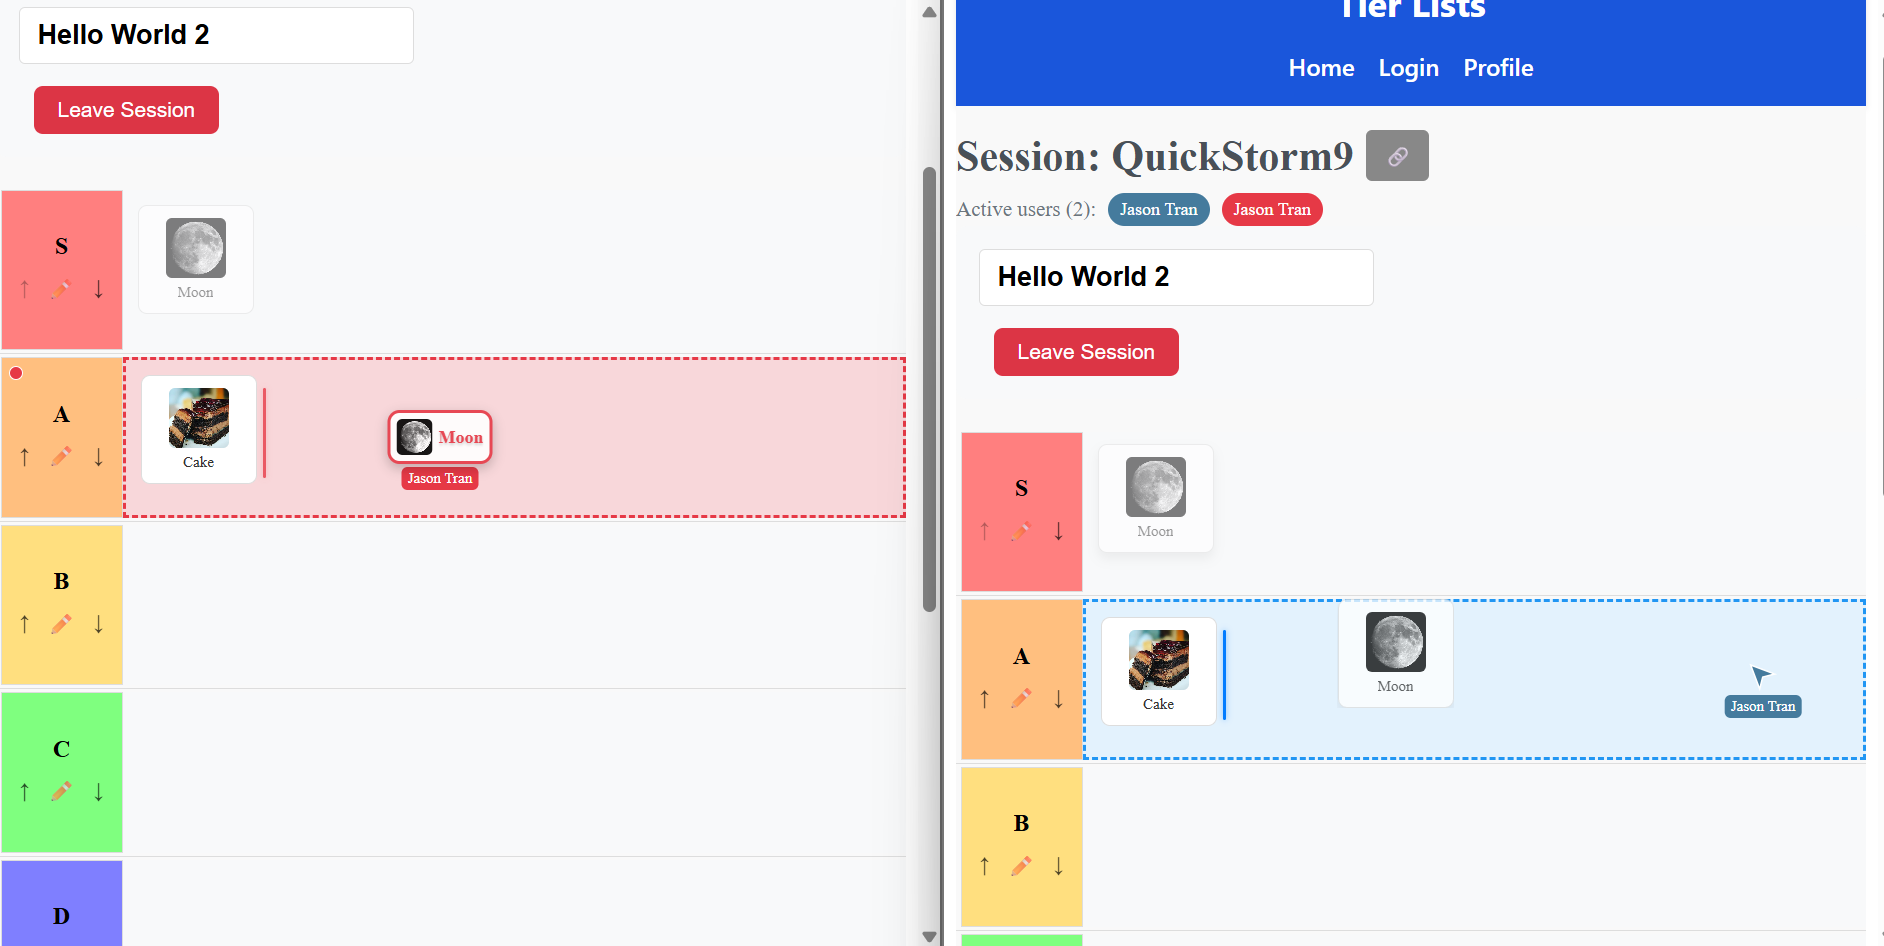 Hello World 2
Leave Session
S
↑ ↓
Moon
A
↑ ↓
Cake
Moon
Jason Tran
B
↑ ↓
C
↑ ↓
D
Tier Lists
Home Login Profile
Session: QuickStorm9
Active users (2): Jason Tran Jason Tran
Hello World 2
Leave Session
S
↑ ↓
Moon
A
↑ ↓
Cake
Moon
Jason Tran
B
↑ ↓